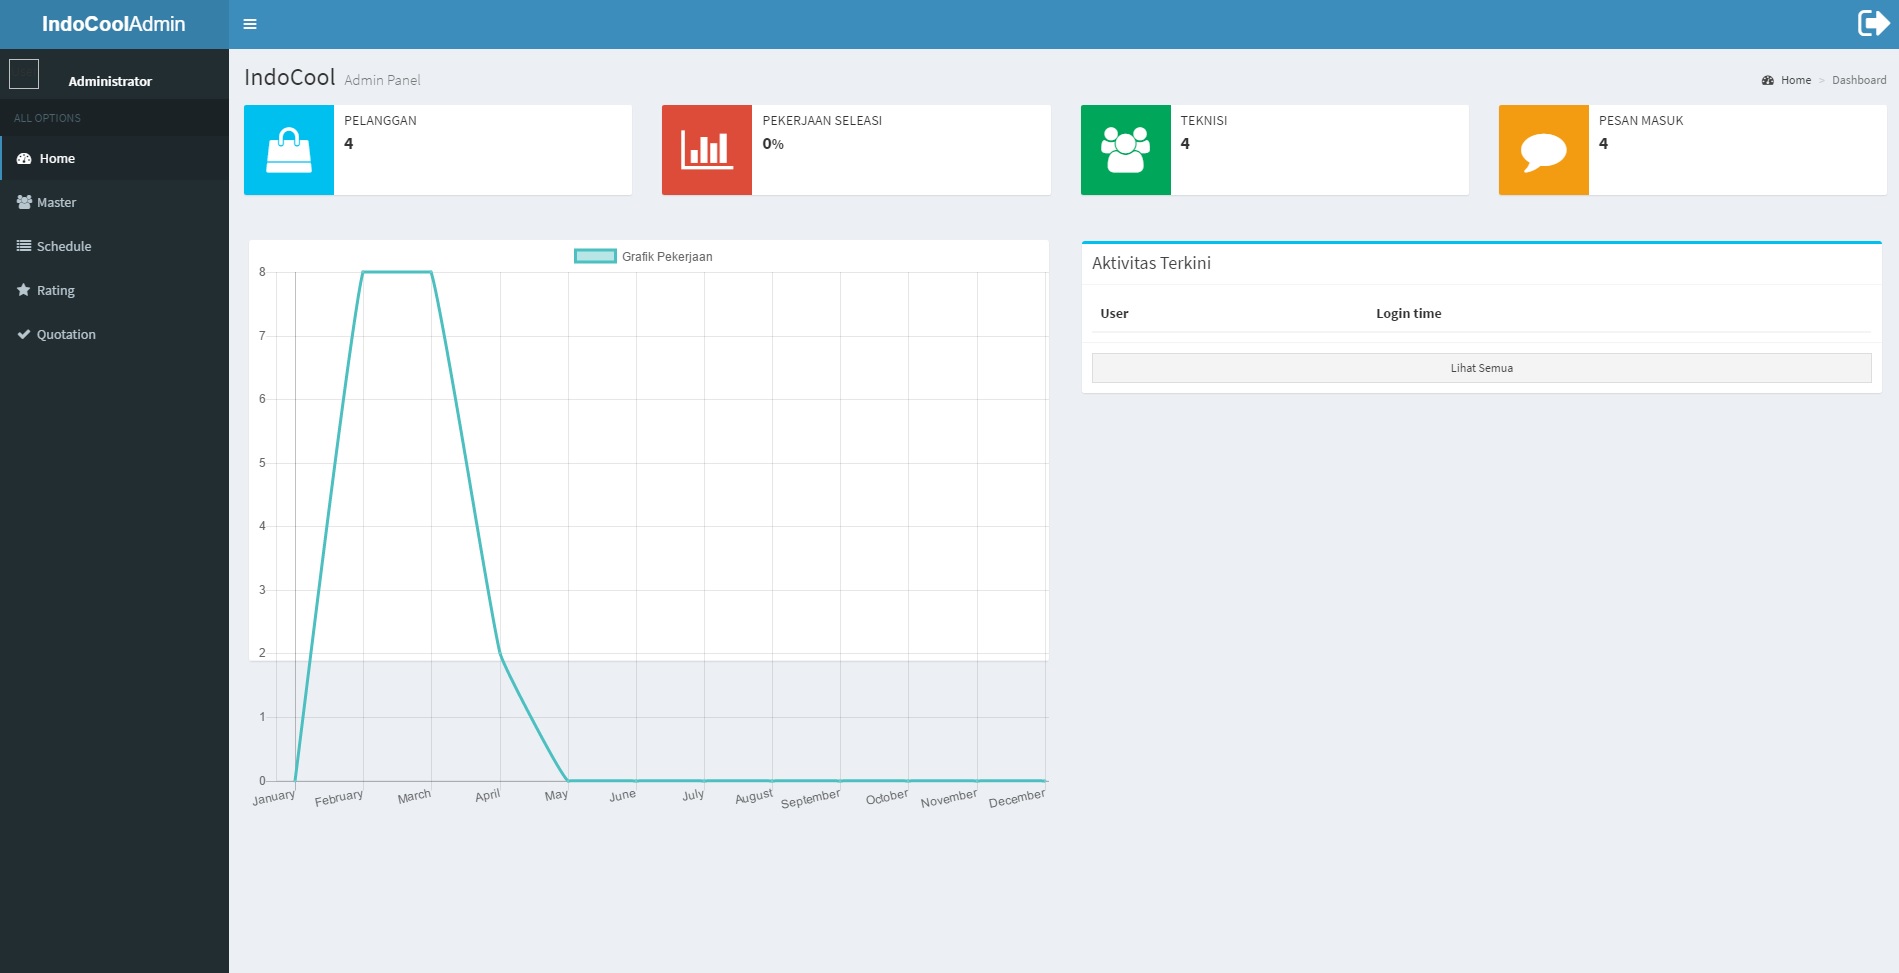 IndoCoolAdmin
Administrator
ALL OPTIONS
Home
Master
Schedule
Rating
Quotation
IndoCool Admin Panel
Home > Dashboard
PELANGGAN
4
PEKERJAAN SELEASI
0%
TEKNISI
4
PESAN MASUK
4
Grafik Pekerjaan
8
7
6
5
4
3
2
1
0
January February March April May June July August September October November December
Aktivitas Terkini
User Login time
Lihat Semua